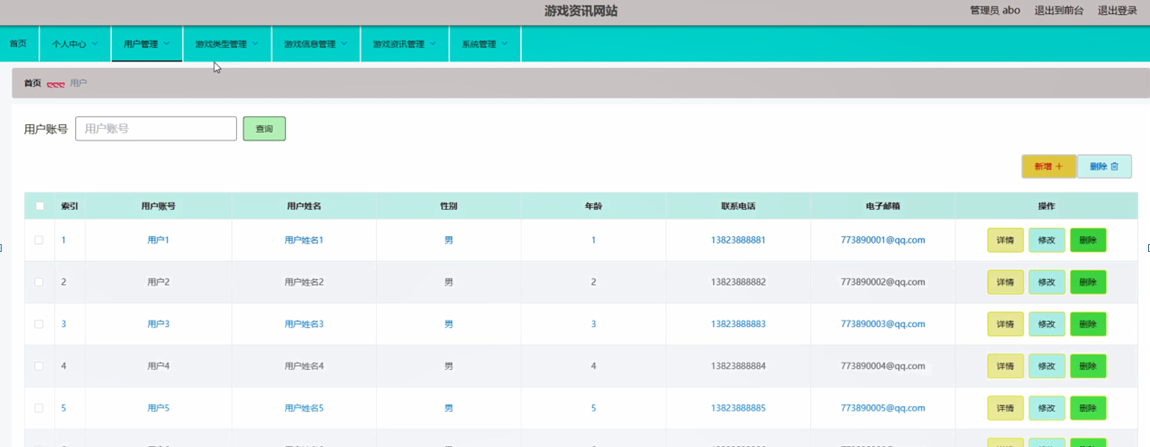 游戏资讯网站
管理员 abo 退出到前台 退出登录
首页 个人中心 用户管理 游戏类型管理 游戏信息管理 游戏资讯管理 系统管理
首页 用户
用户账号 用户账号 查询
新增 + 删除
索引 用户账号 用户姓名 性别 年龄 联系电话 电子邮箱 操作
1 用户1 用户姓名1 男 1 13823888881 773890001@qq.com 详情 修改 删除
2 用户2 用户姓名2 男 2 13823888882 773890002@qq.com 详情 修改 删除
3 用户3 用户姓名3 男 3 13823888883 773890003@qq.com 详情 修改 删除
4 用户4 用户姓名4 男 4 13823888884 773890004@qq.com 详情 修改 删除
5 用户5 用户姓名5 男 5 13823888885 773890005@qq.com 详情 修改 删除